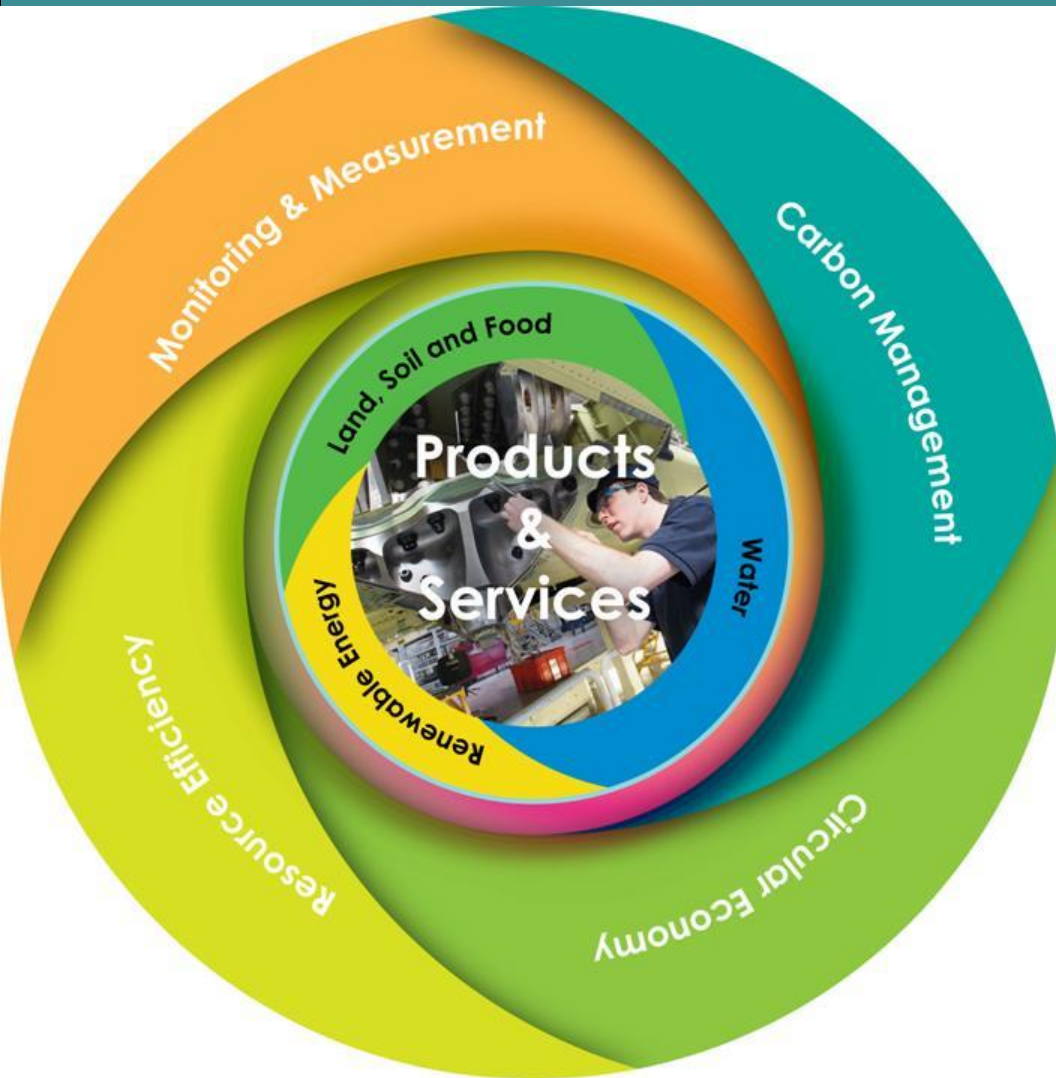 Monitoring & Measurement
Carbon Management
Circular Economy
Resource Efficiency
Land, Soil and Food
Water
Renewable Energy
Products
&
Services